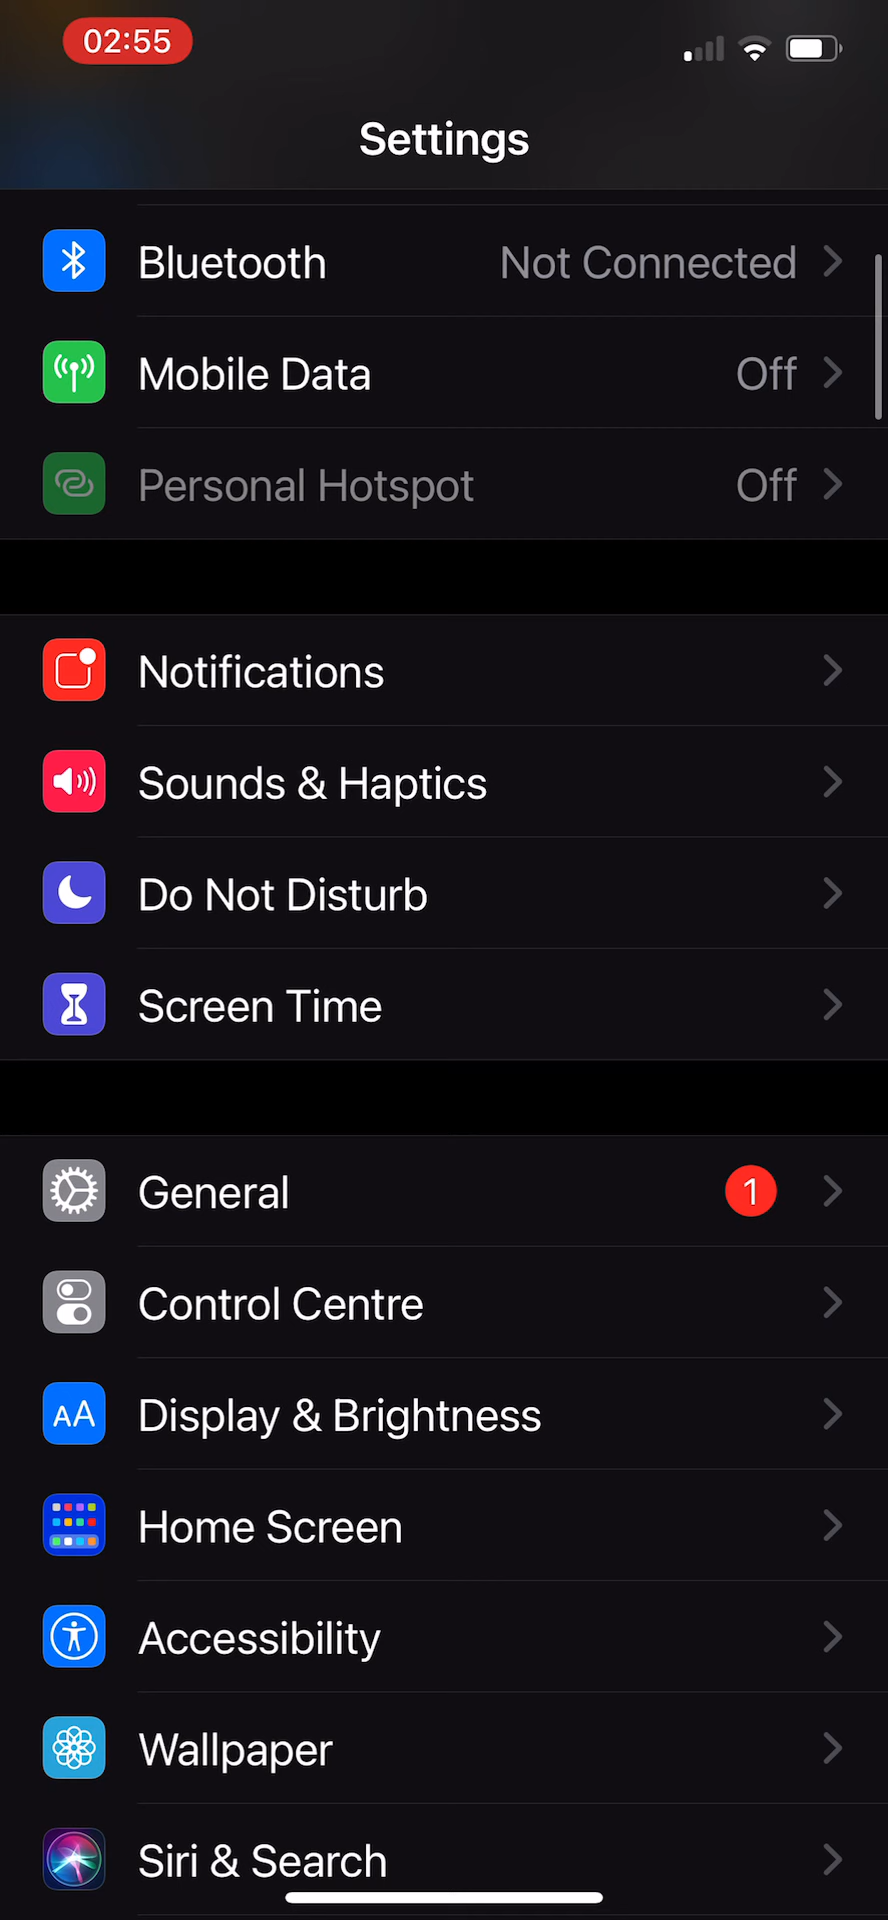 02:55
Settings
Bluetooth Not Connected
Mobile Data Off
Personal Hotspot Off
Notifications
Sounds & Haptics
Do Not Disturb
Screen Time
General 1
Control Centre
AA Display & Brightness
Home Screen
Accessibility
Wallpaper
Siri & Search